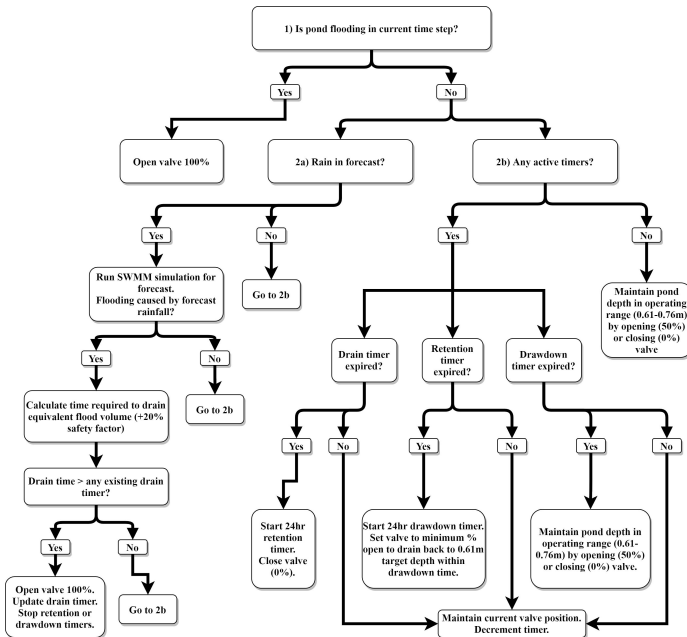 1) Is pond flooding in current time step?
Yes
No
Open valve 100%
2a) Rain in forecast?
2b) Any active timers?
Yes
No
Yes
No
Run SWMM simulation for
forecast.
Flooding caused by forecast
rainfall?
Go to 2b
Maintain pond
depth in operating
range (0.61-0.76m)
by opening (50%)
or closing (0%)
valve
Drain timer
expired?
Retention
timer
expired?
Drawdown
timer expired?
Yes
No
Calculate time required to drain
equivalent flood volume (+20%
safety factor)
Go to 2b
Yes
No
Yes
No
Yes
No
Drain time > any existing drain
timer?
Start 24hr
retention
timer.
Close valve
(0%).
Start 24hr drawdown timer.
Set valve to minimum %
open to drain back to 0.61m
target depth within
drawdown time.
Maintain pond depth in
operating range (0.61-
0.76m) by opening (50%)
or closing (0%) valve.
Yes
No
Open valve 100%.
Update drain timer.
Stop retention or
drawdown timers.
Go to 2b
Maintain current valve position.
Decrement timer.